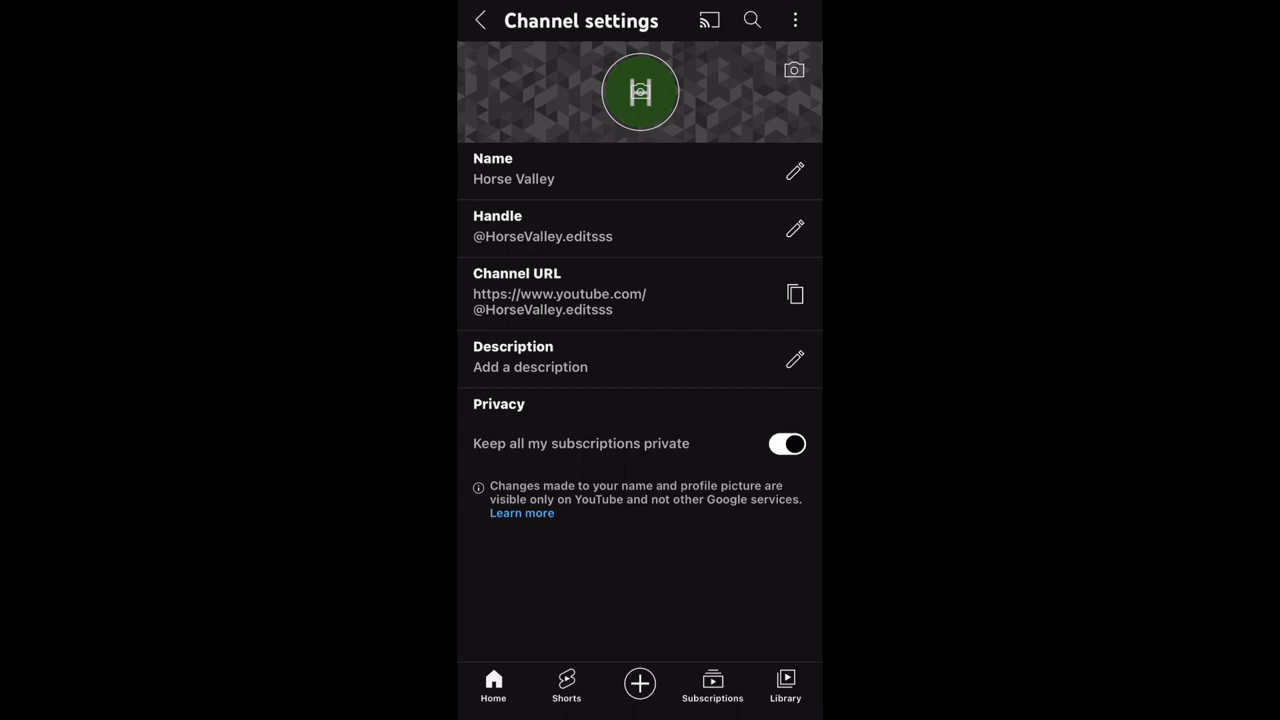 Channel settings
H
Name
Horse Valley
Handle
@HorseValley.editsss
Channel URL
https://www.youtube.com/
@HorseValley.editsss
Description
Add a description
Privacy
Keep all my subscriptions private
Changes made to your name and profile picture are
visible only on YouTube and not other Google services.
Learn more
Home
Shorts
Subscriptions
Library